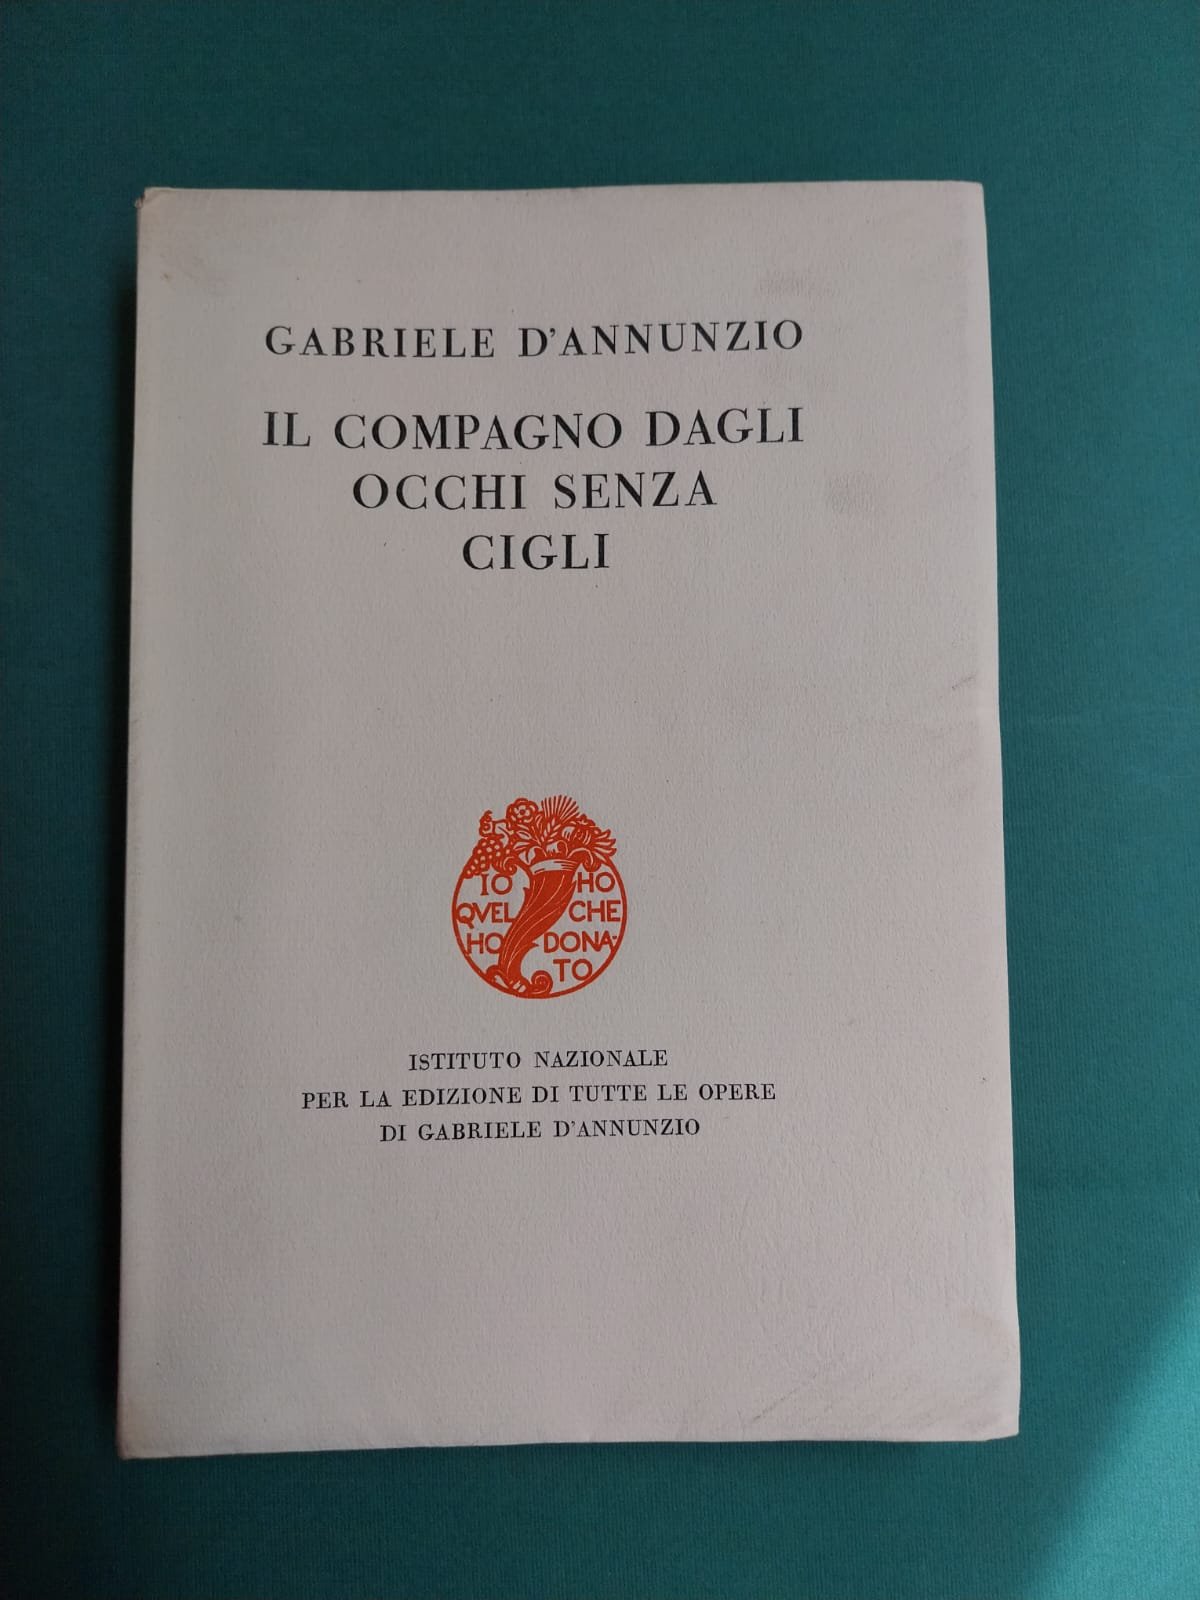 GABRIELE D'ANNUNZIO
IL COMPAGNO DAGLI
OCCHI SENZA
CIGLI
IO HO
QVEL CHE
HO DONA-
TO
ISTITUTO NAZIONALE
PER LA EDIZIONE DI TUTTE LE OPERE
DI GABRIELE D'ANNUNZIO